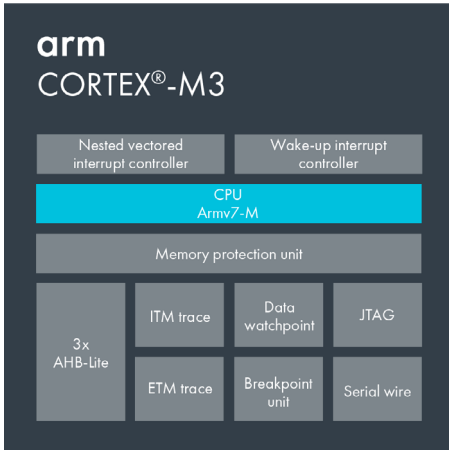 arm
CORTEX®-M3
Nested vectored
interrupt controller
Wake-up interrupt
controller
CPU
Armv7-M
Memory protection unit
3x
AHB-Lite
ITM trace
Data
watchpoint
JTAG
ETM trace
Breakpoint
unit
Serial wire